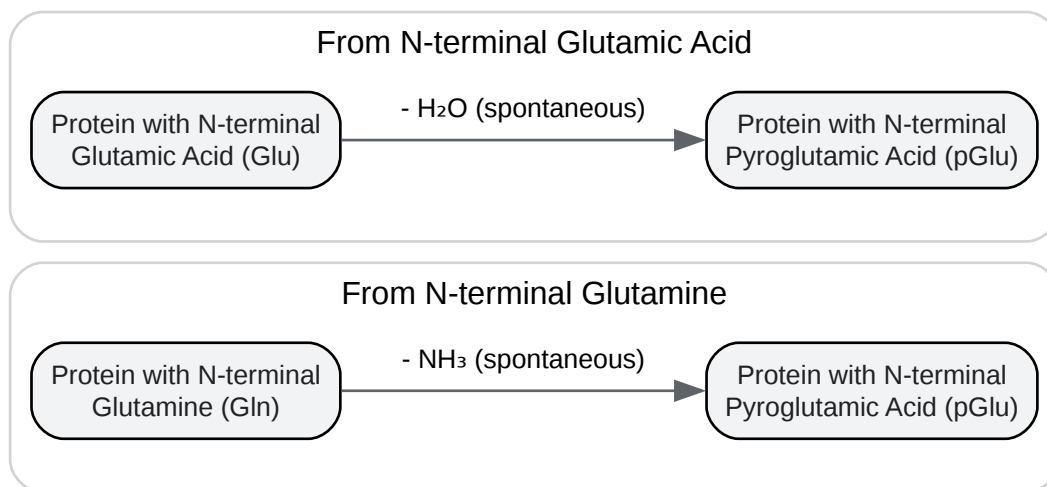 From N-terminal Glutamic Acid
Protein with N-terminal
Glutamic Acid (Glu)
- H₂O (spontaneous)
Protein with N-terminal
Pyroglutamic Acid (pGlu)
From N-terminal Glutamine
Protein with N-terminal
Glutamine (Gln)
- NH₃ (spontaneous)
Protein with N-terminal
Pyroglutamic Acid (pGlu)